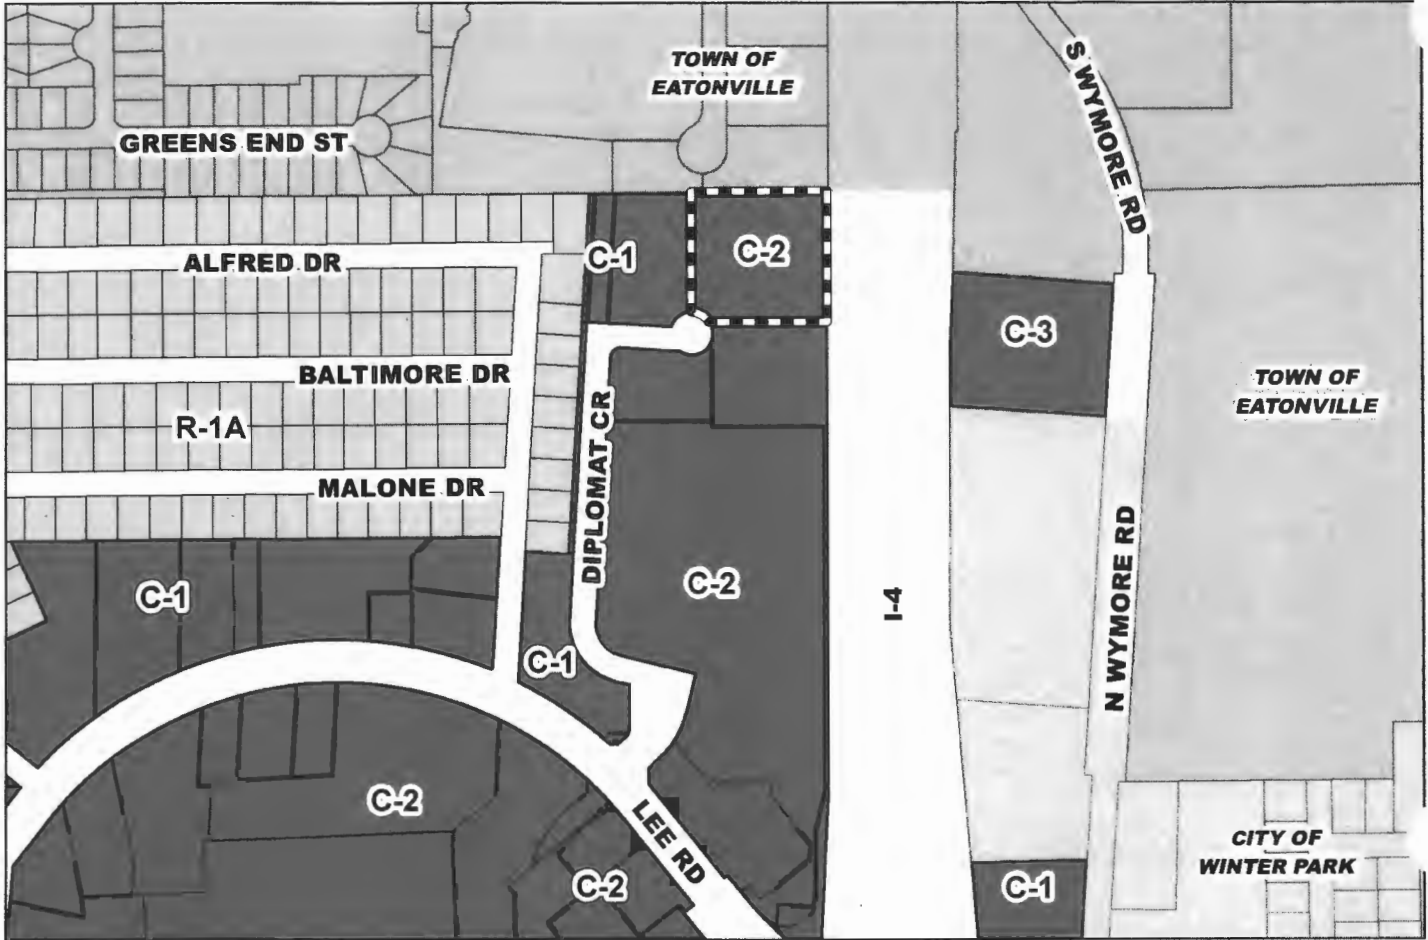 TOWN OF
EATONVILLE
S WYMORE RD
GREENS END ST
C-1
C-2
ALFRED DR
C-3
BALTIMORE DR
TOWN OF
EATONVILLE
R-1A
DIPLOMAT CR
MALONE DR
C-1
C-2
I-4
N WYMORE RD
C-1
C-2
LEE RD
CITY OF
WINTER PARK
C-2
C-1